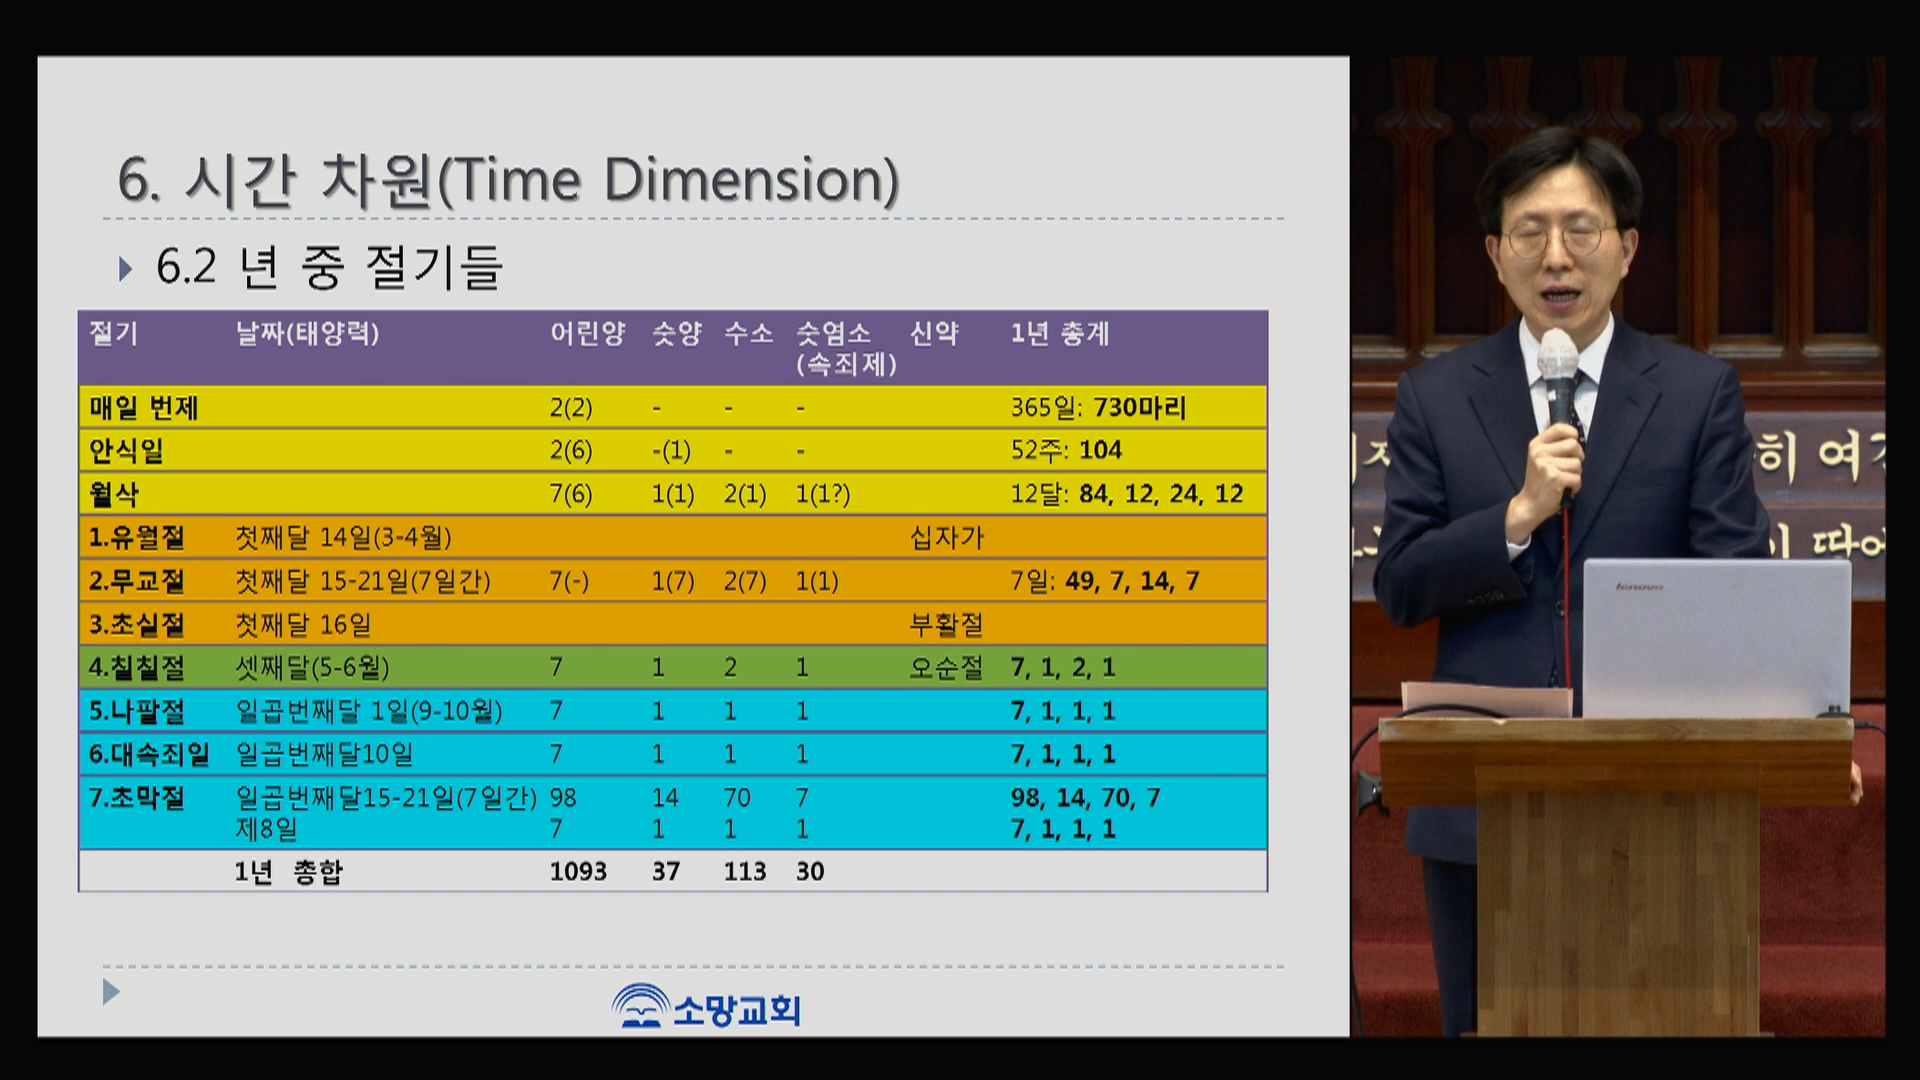 6. 시간 차원(Time Dimension)
6.2 년 중 절기들
절기 날짜(태양력) 어린양 숫양 수소 숫염소 (속죄제) 신약 1년 총계
매일 번제 2(2) - - - 365일: 730마리
안식일 2(6) -(1) - - 52주: 104
월삭 7(6) 1(1) 2(1) 1(1?) 12달: 84, 12, 24, 12
1.유월절 첫째달 14일(3-4월) 십자가
2.무교절 첫째달 15-21일(7일간) 7(-) 1(7) 2(7) 1(1) 7일: 49, 7, 14, 7
3.초실절 첫째달 16일 부활절
4.칠칠절 셋째달(5-6월) 7 1 2 1 오순절 7, 1, 2, 1
5.나팔절 일곱번째달 1일(9-10월) 7 1 1 1 7, 1, 1, 1
6.대속죄일 일곱번째달10일 7 1 1 1 7, 1, 1, 1
7.초막절 일곱번째달15-21일(7일간) 98 14 70 7 98, 14, 70, 7
제8일 7 1 1 1 7, 1, 1, 1
1년 총합 1093 37 113 30
소망교회
히 여
lenovo